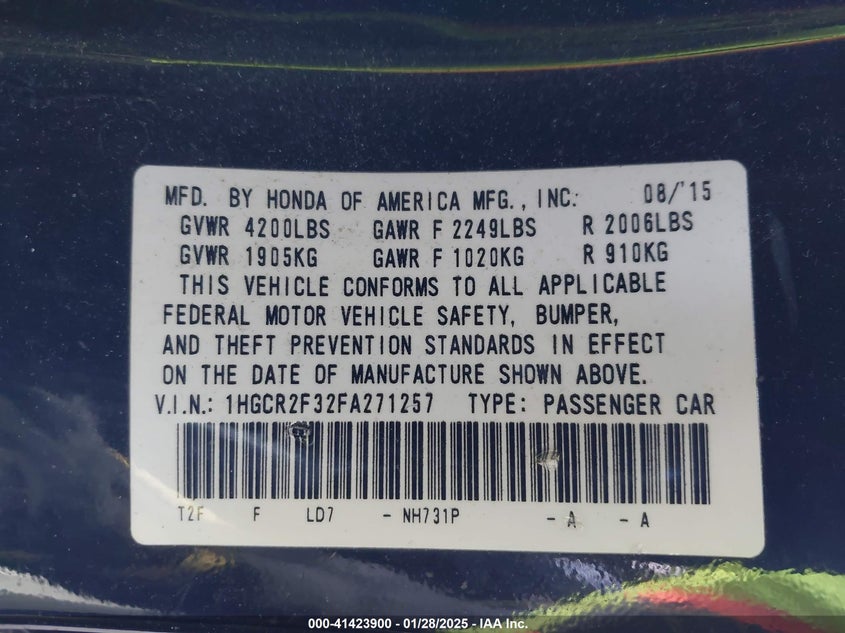 MFD. BY HONDA OF AMERICA MFG., INC. 08/'15
GVWR 4200LBS GAWR F 2249LBS R 2006LBS
GVWR 1905KG GAWR F 1020KG R 910KG
THIS VEHICLE CONFORMS TO ALL APPLICABLE
FEDERAL MOTOR VEHICLE SAFETY, BUMPER,
AND THEFT PREVENTION STANDARDS IN EFFECT
ON THE DATE OF MANUFACTURE SHOWN ABOVE.
V.I.N.: 1HGCR2F32FA271257 TYPE: PASSENGER CAR
T2F F LD7 - NH731P - A - A
000-41423900 - 01/28/2025 - IAA Inc.